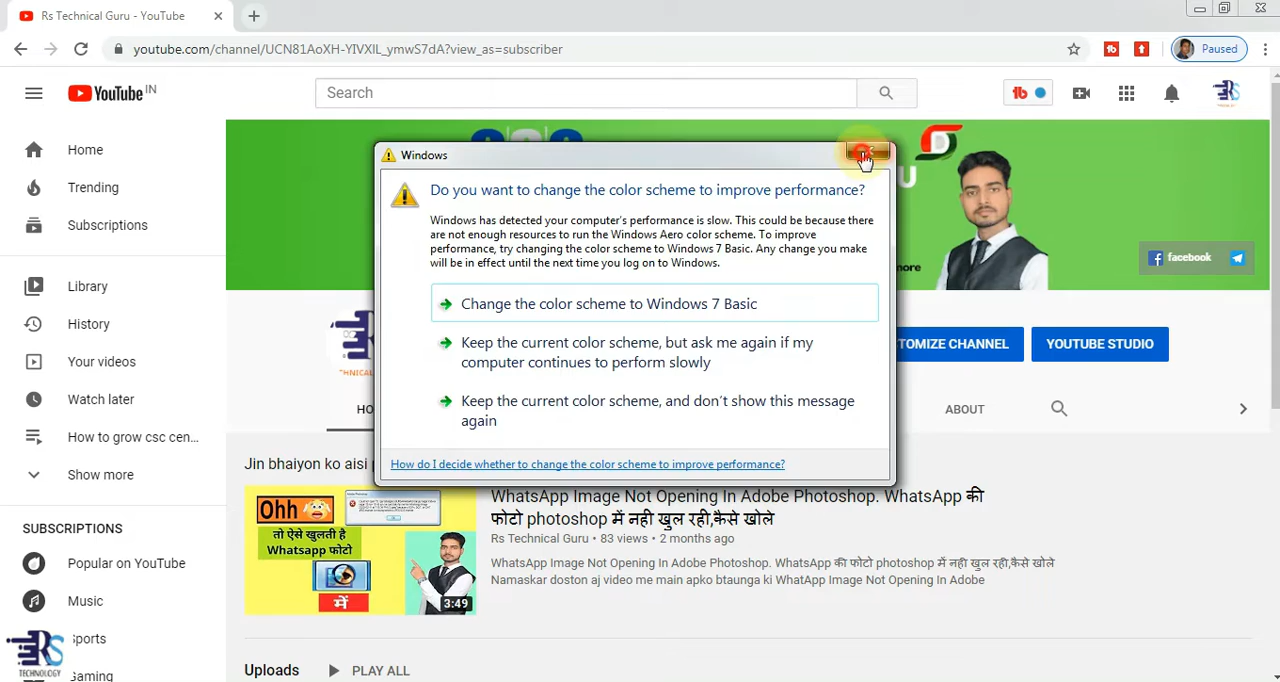 Rs Technical Guru - YouTube
youtube.com/channel/UCN81AoXH-YIVXIL_ymwS7dA?view_as=subscriber
Paused
YouTube IN
Search
Home
Trending
Subscriptions
Library
History
Your videos
Watch later
How to grow csc cen...
Show more
SUBSCRIPTIONS
Popular on YouTube
Music
Sports
Gaming
RS
TECHNOLOGY
U
more
facebook
Windows
Do you want to change the color scheme to improve performance?
Windows has detected your computer's performance is slow. This could be because there
are not enough resources to run the Windows Aero color scheme. To improve
performance, try changing the color scheme to Windows 7 Basic. Any change you make
will be in effect until the next time you log on to Windows.
Change the color scheme to Windows 7 Basic
Keep the current color scheme, but ask me again if my
computer continues to perform slowly
Keep the current color scheme, and don't show this message
again
How do I decide whether to change the color scheme to improve performance?
TOMIZE CHANNEL
YOUTUBE STUDIO
HO
ABOUT
Jin bhaiyon ko aisi
Ohh
तो ऐसे खुलती है
Whatsapp फोटो
में
3:49
WhatsApp Image Not Opening In Adobe Photoshop. WhatsApp की
फोटो photoshop में नही खुल रही,कैसे खोले
Rs Technical Guru • 83 views • 2 months ago
WhatsApp Image Not Opening In Adobe Photoshop. WhatsApp की फोटो photoshop में नही खुल रही,कैसे खोले
Namaskar doston aj video me main apko btaunga ki WhatApp Image Not Opening In Adobe
Uploads
PLAY ALL